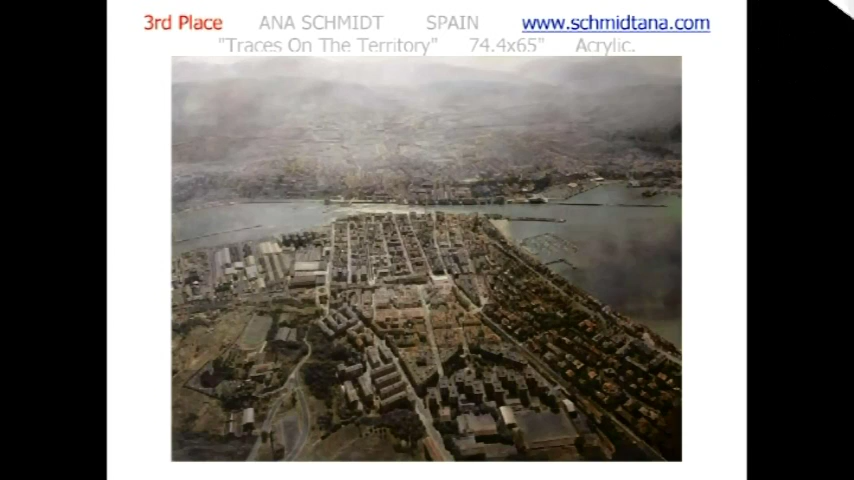 3rd Place ANA SCHMIDT SPAIN www.schmidtana.com
"Traces On The Territory" 74.4x65" Acrylic.